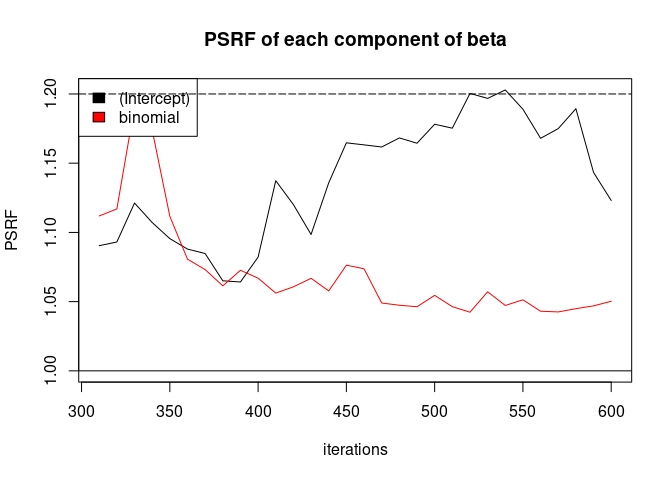 PSRF of each component of beta
(Intercept)
binomial
PSRF
1.20
1.15
1.10
1.05
1.00
300 350 400 450 500 550 600
iterations